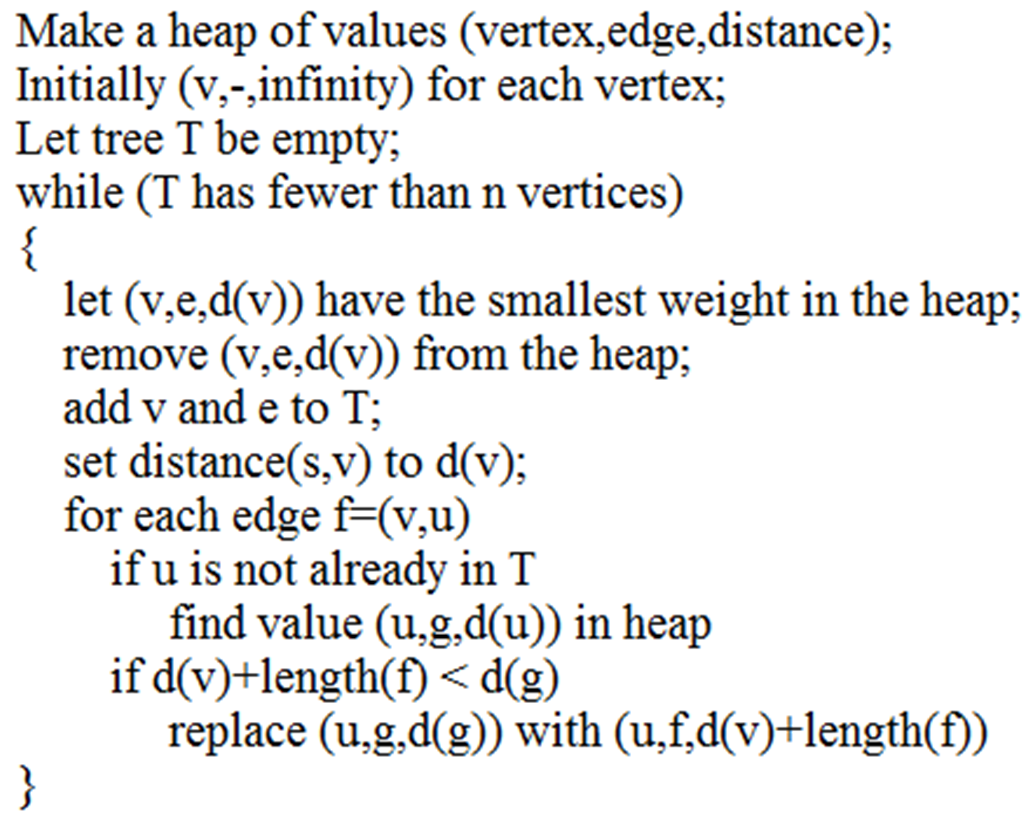 Make a heap of values (vertex,edge,distance);
Initially (v,-,infinity) for each vertex;
Let tree T be empty;
while (T has fewer than n vertices)
{
let (v,e,d(v)) have the smallest weight in the heap;
remove (v,e,d(v)) from the heap;
add v and e to T;
set distance(s,v) to d(v);
for each edge f=(v,u)
if u is not already in T
find value (u,g,d(u)) in heap
if d(v)+length(f) < d(g)
replace (u,g,d(g)) with (u,f,d(v)+length(f))
}